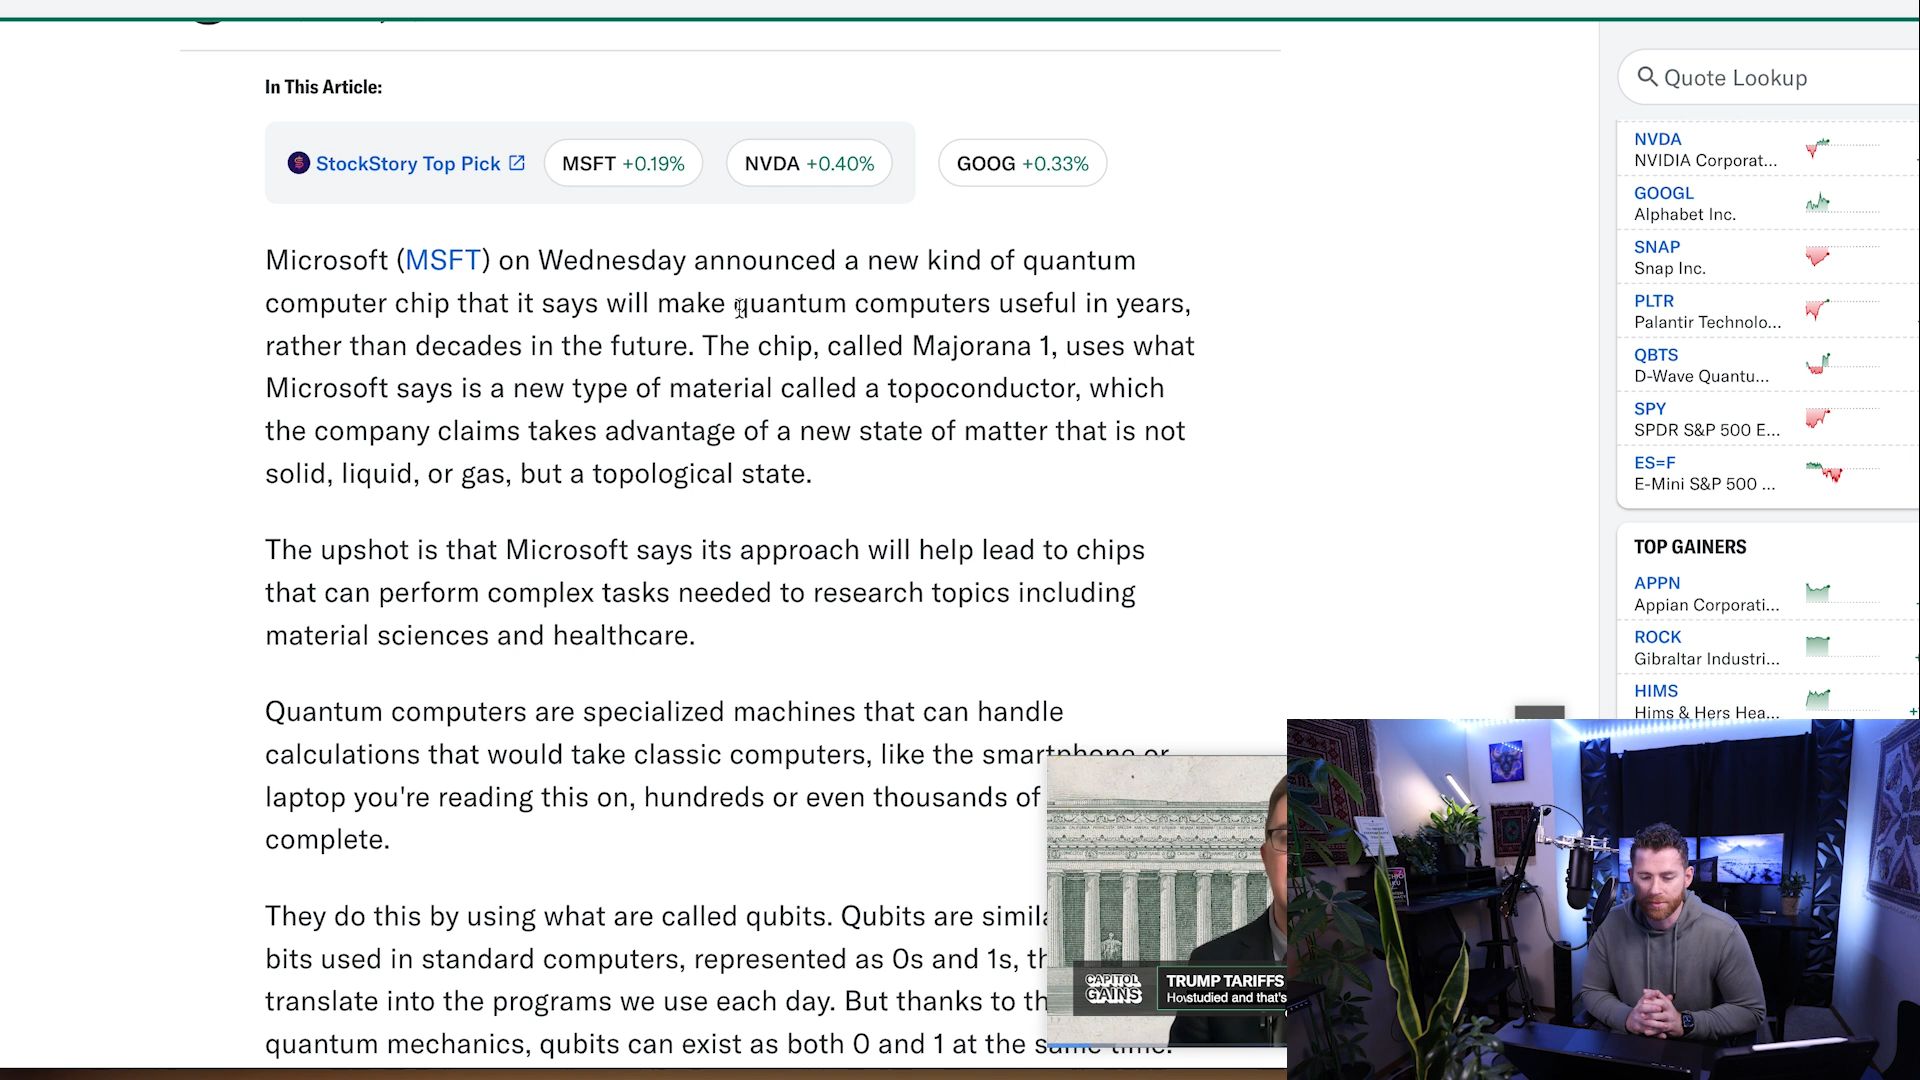 In This Article:
StockStory Top Pick
MSFT +0.19%
NVDA +0.40%
GOOG +0.33%
Microsoft (MSFT) on Wednesday announced a new kind of quantum
computer chip that it says will make quantum computers useful in years,
rather than decades in the future. The chip, called Majorana 1, uses what
Microsoft says is a new type of material called a topoconductor, which
the company claims takes advantage of a new state of matter that is not
solid, liquid, or gas, but a topological state.
The upshot is that Microsoft says its approach will help lead to chips
that can perform complex tasks needed to research topics including
material sciences and healthcare.
Quantum computers are specialized machines that can handle
calculations that would take classic computers, like the smartphone or
laptop you're reading this on, hundreds or even thousands of
complete.
They do this by using what are called qubits. Qubits are simila
bits used in standard computers, represented as 0s and 1s, th
translate into the programs we use each day. But thanks to th
quantum mechanics, qubits can exist as both 0 and 1 at the same time.
CAPITOL
GAINS
TRUMP TARIFFS
studied and that's
Quote Lookup
NVDA
NVIDIA Corporat...
GOOGL
Alphabet Inc.
SNAP
Snap Inc.
PLTR
Palantir Technolo...
QBTS
D-Wave Quantu...
SPY
SPDR S&P 500 E...
ES=F
E-Mini S&P 500 ...
TOP GAINERS
APPN
Appian Corporati...
ROCK
Gibraltar Industri...
HIMS
Hims & Hers Hea...